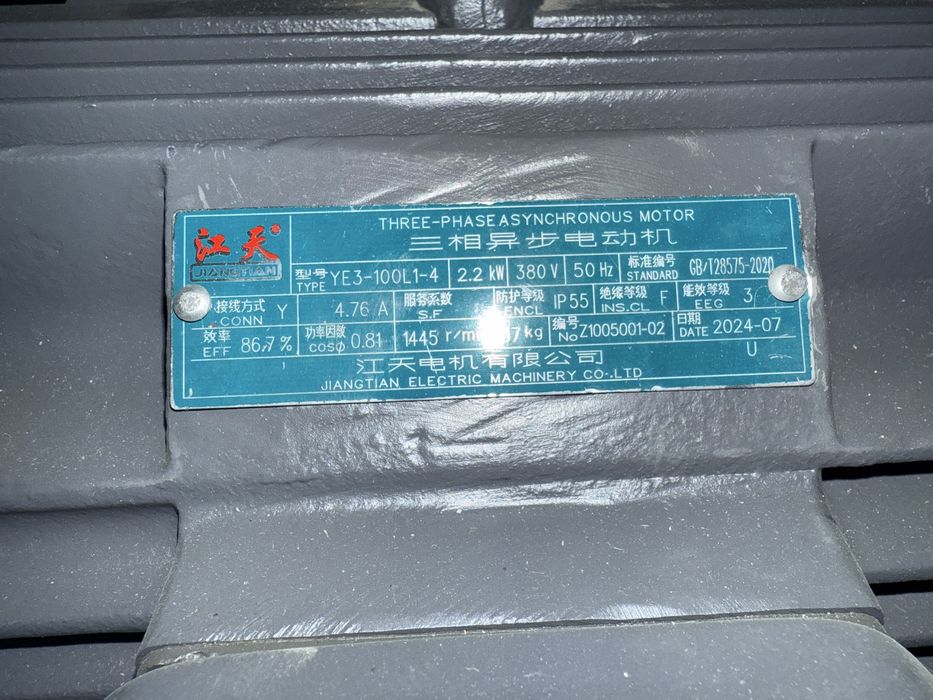 THREE-PHASE ASYNCHRONOUS MOTOR
三相异步电动机
江天
JIANGTIAN
型号 TYPE YE3-100L1-4 2.2 kW 380 V 50 Hz 标准编号 STANDARD GB/T28575-2020
接线方式 CONN Y 4.76 A 服务系数 S.F 防护等级 ENCL IP 55 绝缘等级 INS.CL F 能效等级 EEG 3
效率 EFF 86.7 % 功率因数 COSφ 0.81 1445 kg 编号 No Z1005001-02 日期 DATE 2024-07
江天电机有限公司 U
JIANGTIAN ELECTRIC MACHINERY CO.,LTD